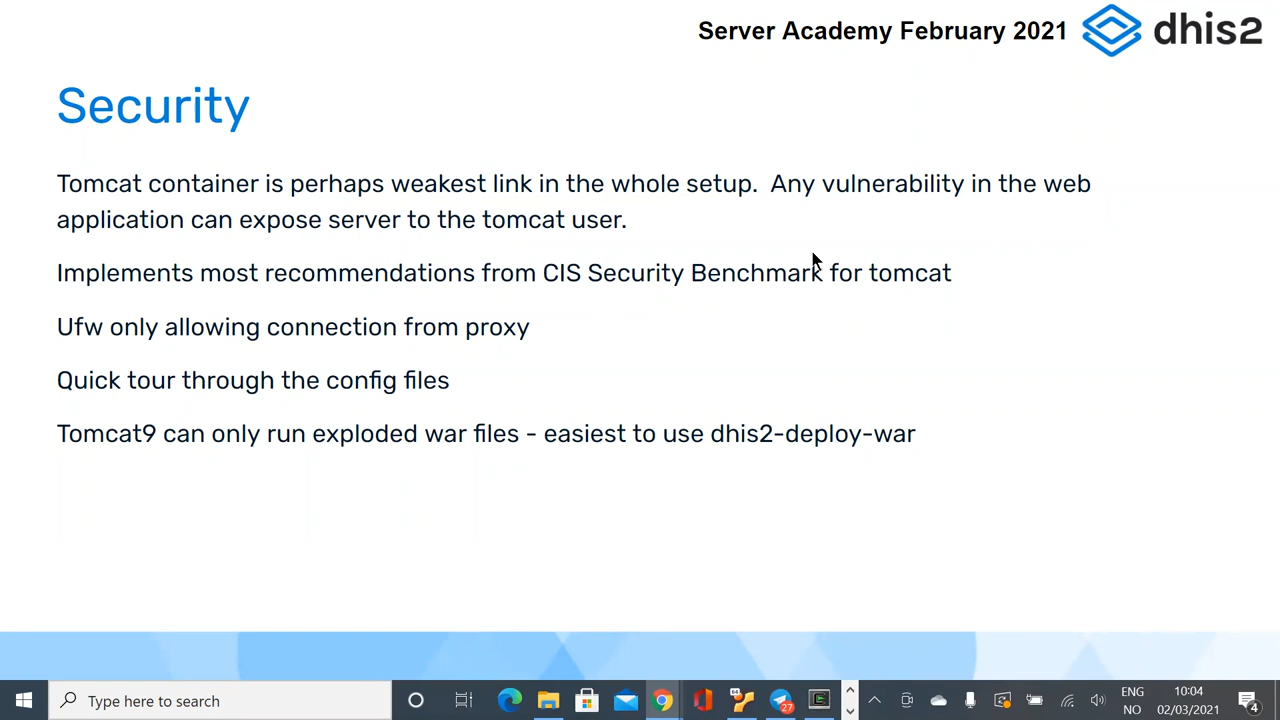 Server Academy February 2021
dhis2
Security
Tomcat container is perhaps weakest link in the whole setup.  Any vulnerability in the web
application can expose server to the tomcat user.
Implements most recommendations from CIS Security Benchmark for tomcat
Ufw only allowing connection from proxy
Quick tour through the config files
Tomcat9 can only run exploded war files - easiest to use dhis2-deploy-war
Type here to search
27
ENG
NO
10:04
02/03/2021
4